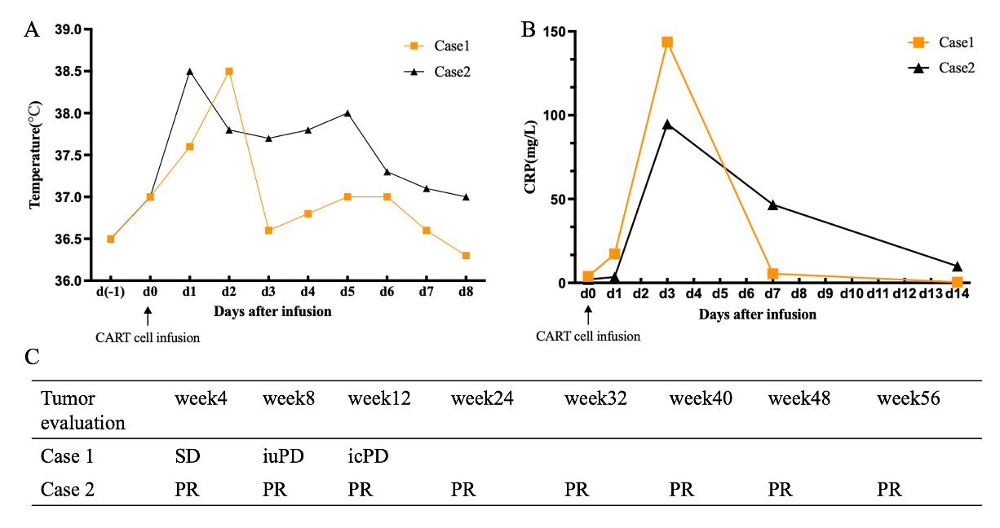 A
39.0
38.5
38.0
37.5
37.0
36.5
36.0
Temperature(°C)
Case1
Case2
d(-1) d0 d1 d2 d3 d4 d5 d6 d7 d8
Days after infusion
CART cell infusion
B
150
100
50
0
CRP(mg/L)
Case1
Case2
d0 d1 d2 d3 d4 d5 d6 d7 d8 d9 d10 d11 d12 d13 d14
Days after infusion
CART cell infusion
C
Tumor evaluation week4 week8 week12 week24 week32 week40 week48 week56
Case 1 SD iuPD icPD
Case 2 PR PR PR PR PR PR PR PR